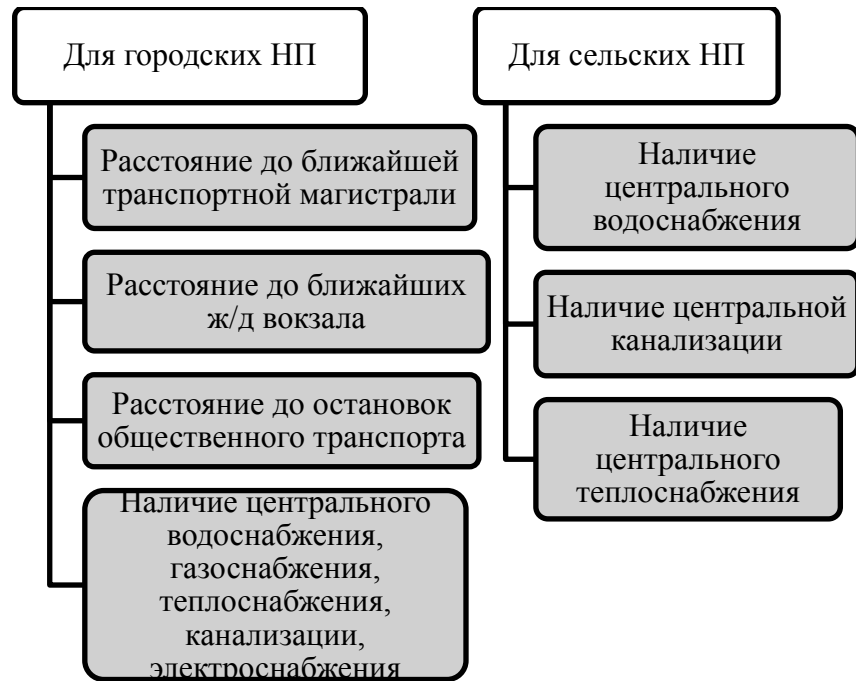 Для городских НП
Расстояние до ближайшей
транспортной магистрали
Расстояние до ближайших
ж/д вокзала
Расстояние до остановок
общественного транспорта
Наличие центрального
водоснабжения,
газоснабжения,
теплоснабжения,
канализации,
электроснабжения
Для сельских НП
Наличие
центрального
водоснабжения
Наличие центральной
канализации
Наличие
центрального
теплоснабжения